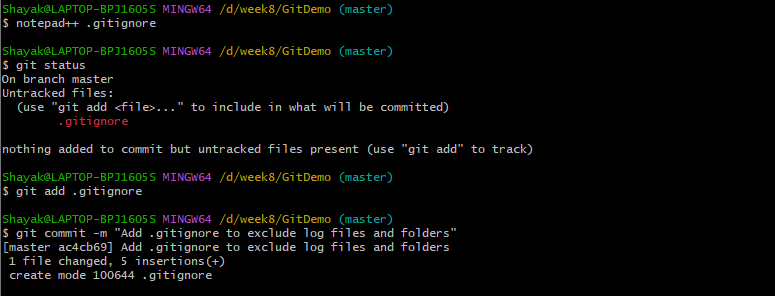 Shayak@LAPTOP-BPJ1605S MINGW64 /d/week8/GitDemo (master)
$ notepad++ .gitignore
Shayak@LAPTOP-BPJ1605S MINGW64 /d/week8/GitDemo (master)
$ git status
On branch master
Untracked files:
  (use "git add <file>..." to include in what will be committed)
        .gitignore
nothing added to commit but untracked files present (use "git add" to track)
Shayak@LAPTOP-BPJ1605S MINGW64 /d/week8/GitDemo (master)
$ git add .gitignore
Shayak@LAPTOP-BPJ1605S MINGW64 /d/week8/GitDemo (master)
$ git commit -m "Add .gitignore to exclude log files and folders"
[master ac4cb69] Add .gitignore to exclude log files and folders
 1 file changed, 5 insertions(+)
 create mode 100644 .gitignore